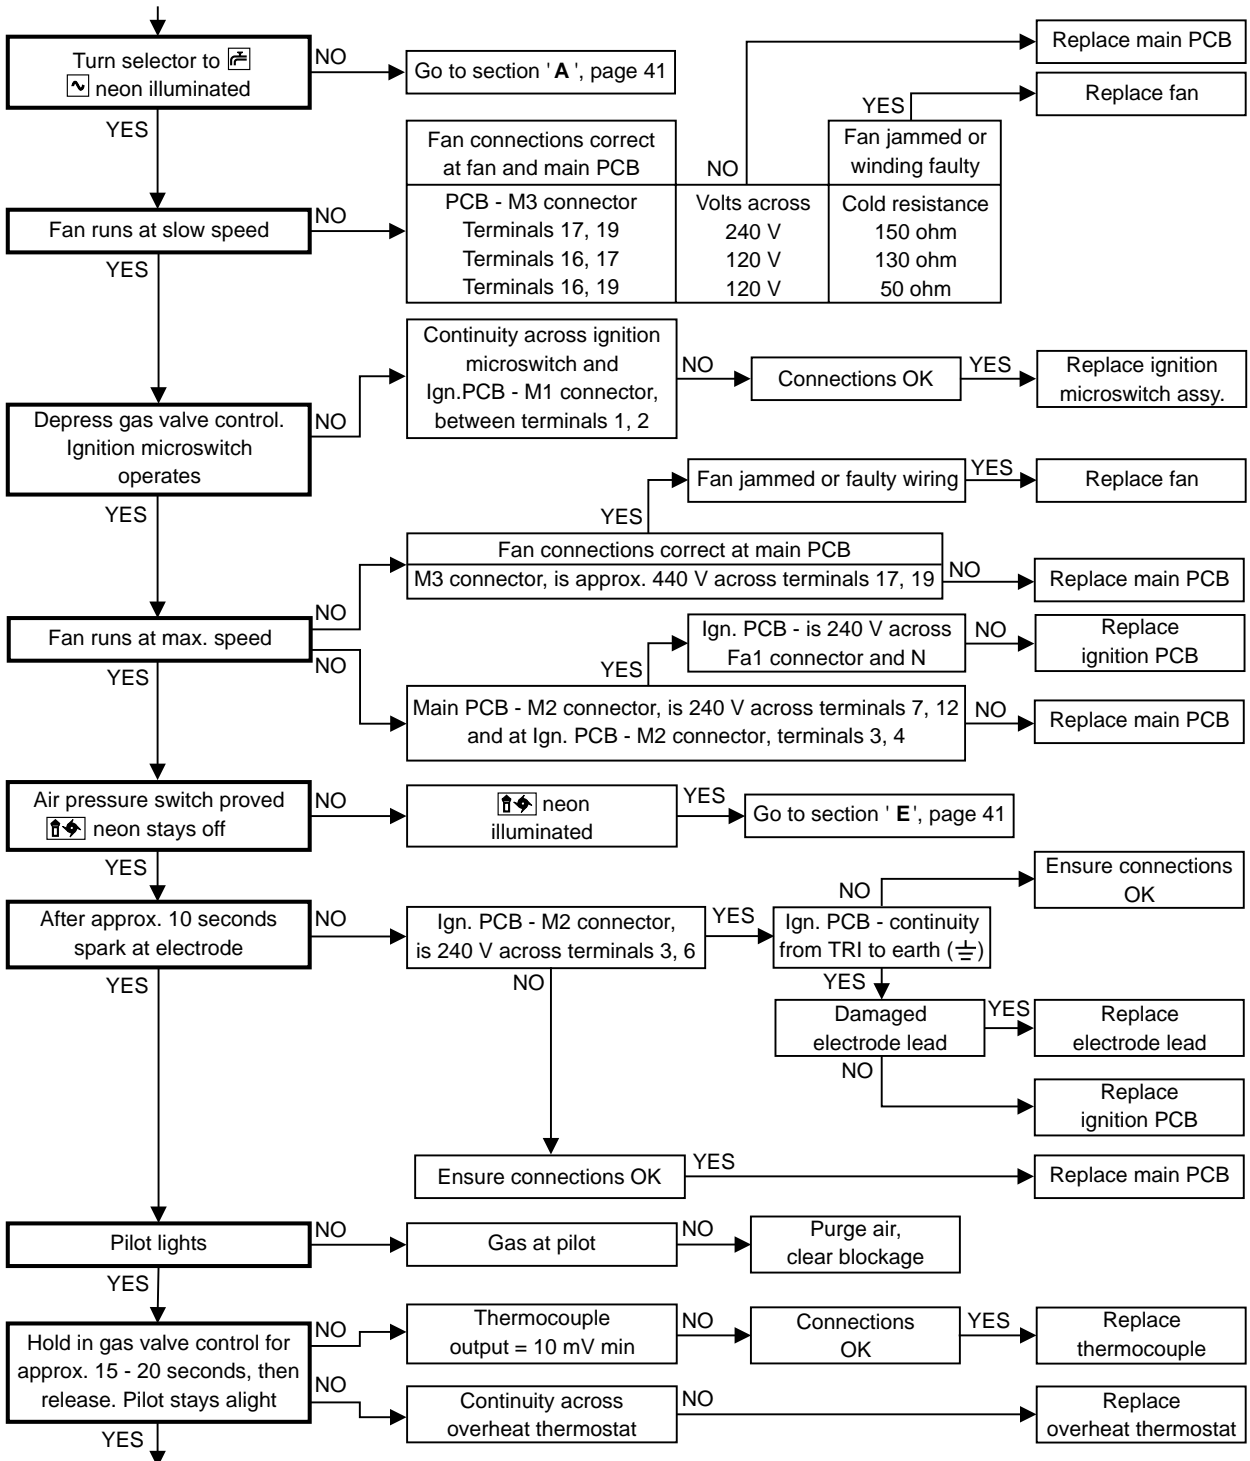 Turn selector to
neon illuminated
NO
Go to section 'A', page 41
YES
Replace main PCB
Replace fan
YES
Fan connections correct
at fan and main PCB
NO
Fan jammed or
winding faulty
PCB - M3 connector
Volts across
Cold resistance
Terminals 17, 19
240 V
150 ohm
Terminals 16, 17
120 V
130 ohm
Terminals 16, 19
120 V
50 ohm
Fan runs at slow speed
NO
YES
Continuity across ignition
microswitch and
Ign.PCB - M1 connector,
between terminals 1, 2
NO
Connections OK
YES
Replace ignition
microswitch assy.
Depress gas valve control.
Ignition microswitch
operates
NO
YES
Fan jammed or faulty wiring
YES
Replace fan
YES
Fan connections correct at main PCB
M3 connector, is approx. 440 V across terminals 17, 19
NO
Replace main PCB
Fan runs at max. speed
NO
NO
YES
Ign. PCB - is 240 V across
Fa1 connector and N
NO
Replace
ignition PCB
YES
Main PCB - M2 connector, is 240 V across terminals 7, 12
and at Ign. PCB - M2 connector, terminals 3, 4
NO
Replace main PCB
Air pressure switch proved
neon stays off
NO
neon
illuminated
YES
Go to section 'E', page 41
YES
Ensure connections
OK
NO
After approx. 10 seconds
spark at electrode
NO
Ign. PCB - M2 connector,
is 240 V across terminals 3, 6
YES
Ign. PCB - continuity
from TRI to earth (⏚)
YES
NO
YES
Damaged
electrode lead
YES
Replace
electrode lead
NO
Replace
ignition PCB
Ensure connections OK
YES
Replace main PCB
Pilot lights
NO
Gas at pilot
NO
Purge air,
clear blockage
YES
Hold in gas valve control for
approx. 15 - 20 seconds, then
release. Pilot stays alight
NO
Thermocouple
output = 10 mV min
NO
Connections
OK
YES
Replace
thermocouple
NO
Continuity across
overheat thermostat
NO
Replace
overheat thermostat
YES